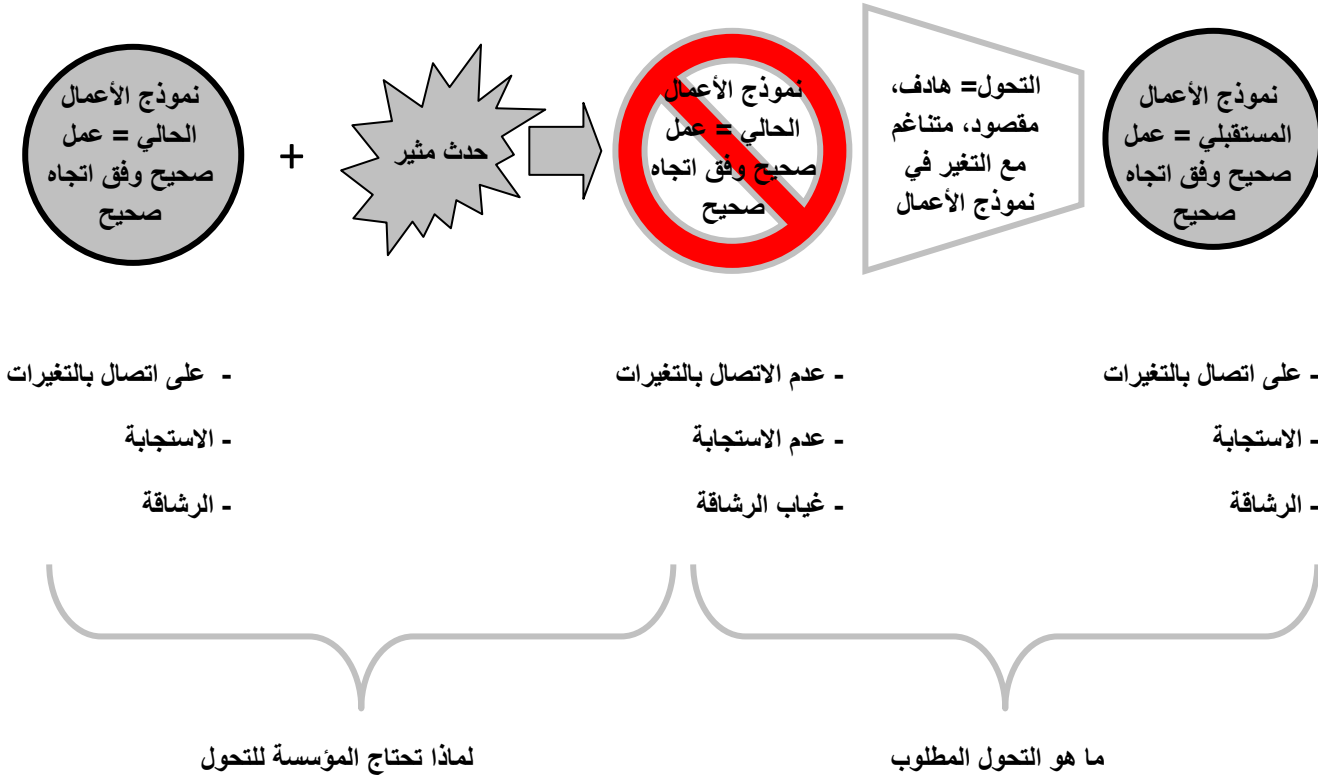 نموذج الأعمال
الحالي = عمل
صحيح وفق اتجاه
صحيح
+
حدث مثير
نموذج الأعمال
الحالي = عمل
صحيح وفق اتجاه
صحيح
التحول= هادف،
مقصود، متناغم
مع التغير في
نموذج الأعمال
نموذج الأعمال
المستقبلي = عمل
صحيح وفق اتجاه
صحيح
- على اتصال بالتغيرات
- الاستجابة
- الرشاقة
- عدم الاتصال بالتغيرات
- عدم الاستجابة
- غياب الرشاقة
- على اتصال بالتغيرات
- الاستجابة
- الرشاقة
لماذا تحتاج المؤسسة للتحول
ما هو التحول المطلوب